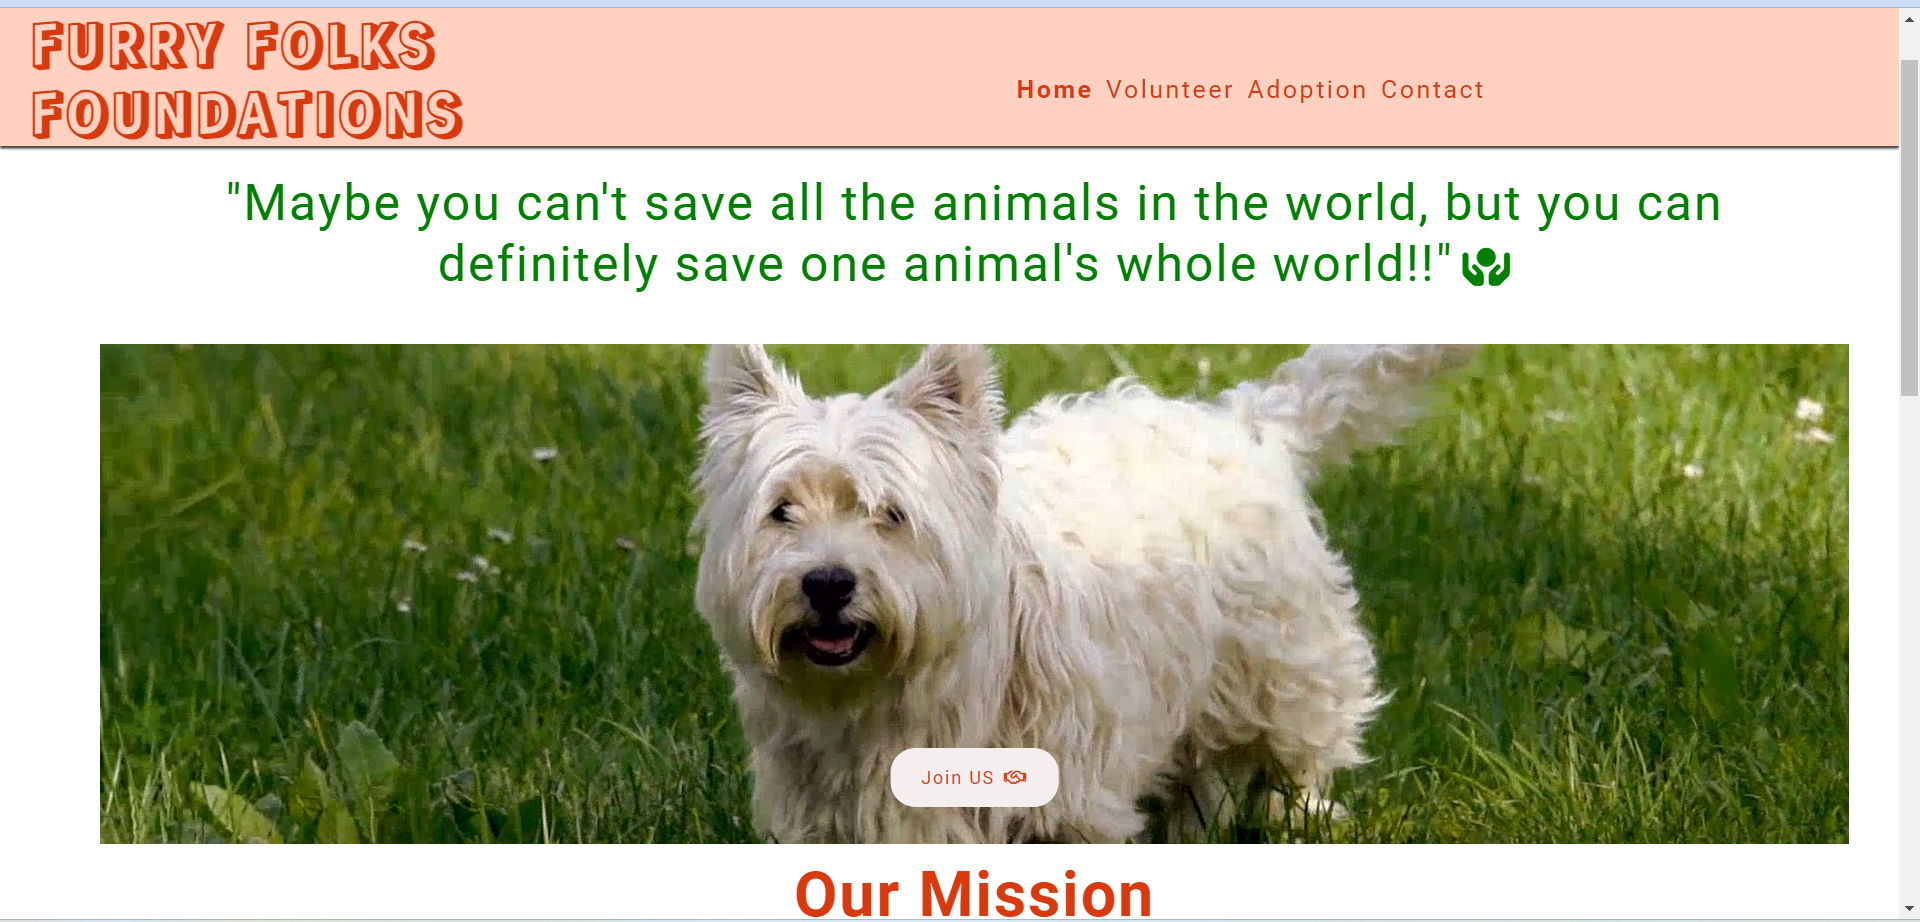 FURRY FOLKS
FOUNDATIONS
Home Volunteer Adoption Contact
"Maybe you can't save all the animals in the world, but you can
definitely save one animal's whole world!!"
Join US
Our Mission